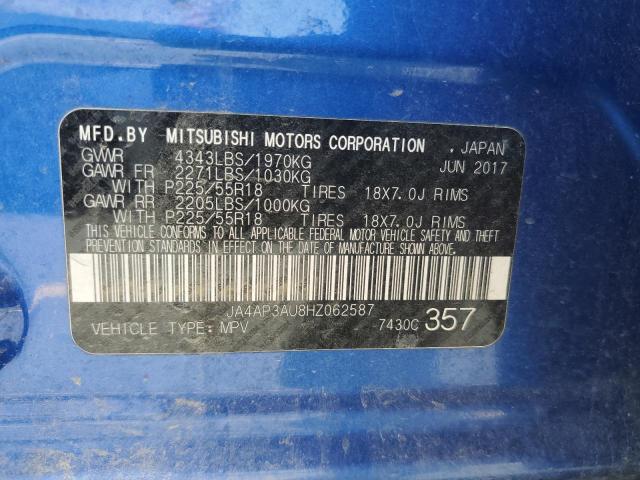 MFD.BY MITSUBISHI MOTORS CORPORATION . JAPAN
GVWR 4343LBS/1970KG JUN 2017
GAWR FR 2271LBS/1030KG
WITH P225/55R18 TIRES 18X7.0J RIMS
GAWR RR 2205LBS/1000KG
WITH P225/55R18 TIRES 18X7.0J RIMS
THIS VEHICLE CONFORMS TO ALL APPLICABLE FEDERAL MOTOR VEHICLE SAFETY AND THEFT
PREVENTION STANDARDS IN EFFECT ON THE DATE OF MANUFACTURE SHOWN ABOVE.
JA4AP3AU8HZ062587
VEHICLE TYPE: MPV 7430C 357